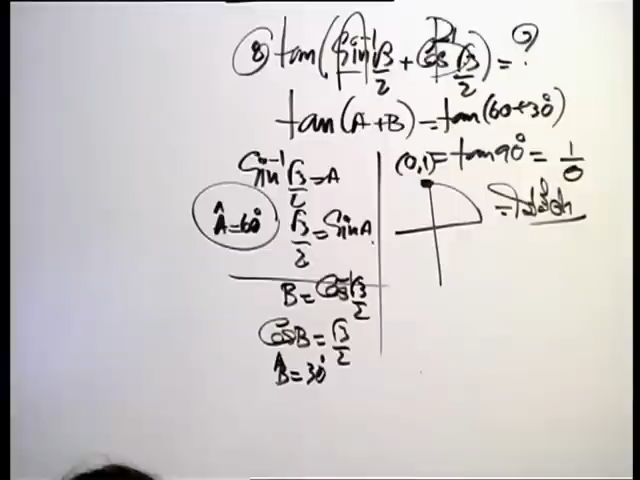 8) tan(Sin⁻¹ √3/2 + Cos⁻¹ √3/2) = ?
tan(A+B) = tan(60+30°)
(0,1) = tan 90° = 1/0
Sin⁻¹ √3/2 = A
√3/2 = Sin A
Â = 60°
B = Cos⁻¹ √3/2
Cos B = √3/2
B̂ = 30°